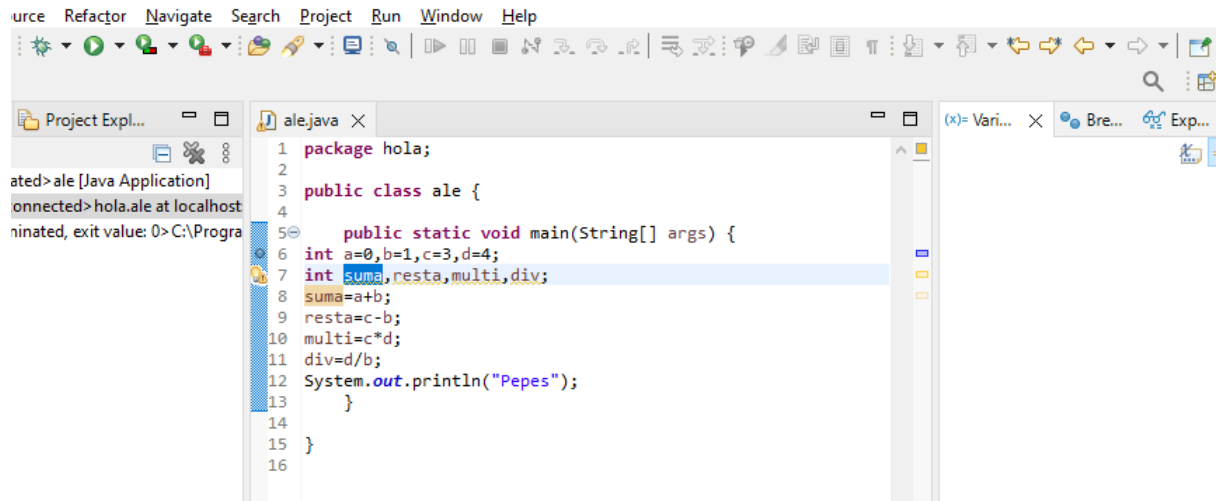 urce Refactor Navigate Search Project Run Window Help
Project Expl...
ale.java
(x)= Vari... Bre... Exp...
ated>ale [Java Application]
onnected>hola.ale at localhost
ninated, exit value: 0>C:\Progra
1 package hola;
2
3 public class ale {
4
5 public static void main(String[] args) {
6 int a=0,b=1,c=3,d=4;
7 int suma,resta,multi,div;
8 suma=a+b;
9 resta=c-b;
10 multi=c*d;
11 div=d/b;
12 System.out.println("Pepes");
13 }
14
15 }
16